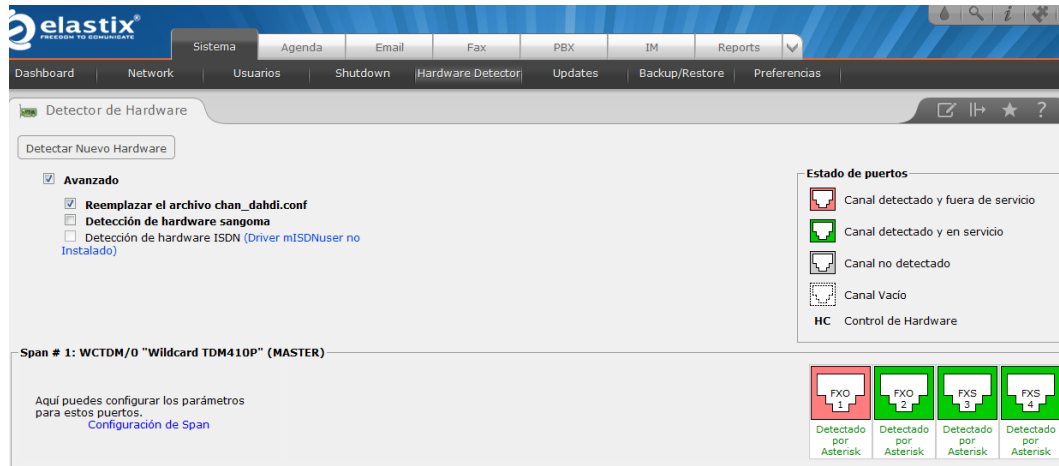 elastix®
FREEDOM TO COMMUNICATE
Sistema
Agenda
Email
Fax
PBX
IM
Reports
Dashboard
Network
Usuarios
Shutdown
Hardware Detector
Updates
Backup/Restore
Preferencias
Detector de Hardware
Detectar Nuevo Hardware
Avanzado
Reemplazar el archivo chan_dahdi.conf
Detección de hardware sangoma
Detección de hardware ISDN (Driver mISDNuser no
Instalado)
Estado de puertos
Canal detectado y fuera de servicio
Canal detectado y en servicio
Canal no detectado
Canal Vacío
HC Control de Hardware
Span # 1: WCTDM/0 "Wildcard TDM410P" (MASTER)
Aquí puedes configurar los parámetros
para estos puertos.
Configuración de Span
FXO
1
Detectado
por
Asterisk
FXO
2
Detectado
por
Asterisk
FXS
3
Detectado
por
Asterisk
FXS
4
Detectado
por
Asterisk